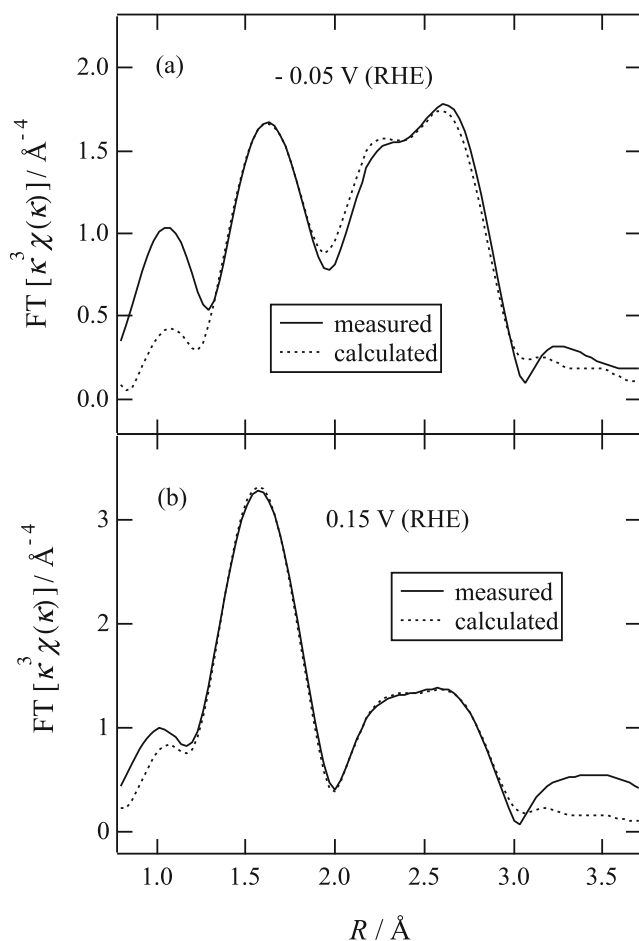 (a)
- 0.05 V (RHE)
2.0
1.5
1.0
0.5
0.0
FT [κ³ χ(κ)] / Å⁻⁴
measured
calculated
(b)
0.15 V (RHE)
3
2
1
0
FT [κ³ χ(κ)] / Å⁻⁴
measured
calculated
1.0 1.5 2.0 2.5 3.0 3.5
R / Å